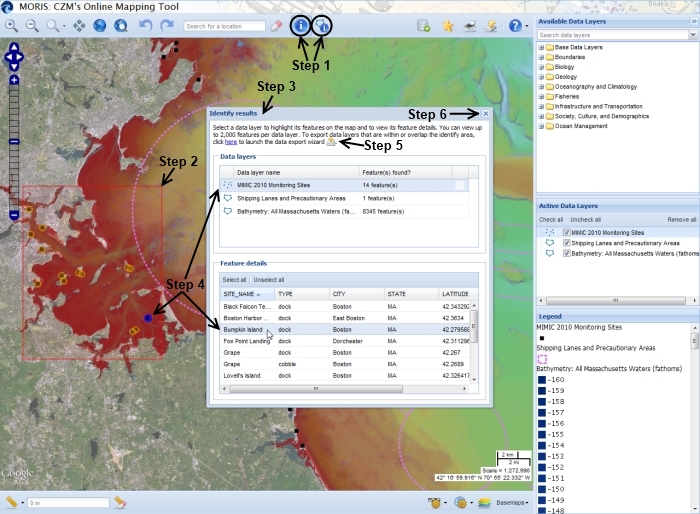 MORIS: CZM's Online Mapping Tool
Search for a location
Step 1
Available Data Layers
Search data layers
Base Data Layers
Boundaries
Biology
Geology
Oceanography and Climatology
Fisheries
Infrastructure and Transportation
Society, Culture, and Demographics
Ocean Management
Step 3
Step 6
Identify results
Select a data layer to highlight its features on the map and to view its feature details. You can view up
to 2,000 features per data layer. To export data layers that are within or overlap the identify area,
click here to launch the data export wizard
Step 5
Step 2
Data layers
Data layer name Feature(s) found?
MIMIC 2010 Monitoring Sites 14 feature(s)
Shipping Lanes and Precautionary Areas 1 feature(s)
Bathymetry: All Massachusetts Waters (fa... 8345 feature(s)
Active Data Layers
Check all Uncheck all Remove all
MIMIC 2010 Monitoring Sites
Shipping Lanes and Precautionary Areas
Bathymetry: All Massachusetts Waters (fathoms
Step 4
Feature details
Select all Unselect all
SITE_NAME TYPE CITY STATE LATITUDE
Black Falcon Te... dock Boston MA 42.343292
Boston Harbor ... dock East Boston MA 42.3634
Bumpkin Island dock Boston MA 42.279568
Fox Point Landing dock Dorchester MA 42.311296
Grape dock Boston MA 42.267
Grape cobble Boston MA 42.2689
Lovell's Island dock Boston MA 42.326417
Legend
MIMIC 2010 Monitoring Sites
Shipping Lanes and Precautionary Areas
Bathymetry: All Massachusetts Waters (fathoms)
-160
-159
-158
-157
-156
-155
-154
-153
-152
-151
-150
-149
-148
Google
2 km
2 mi
Scale = 1:272,990
42° 16' 59.916" N 70° 55' 22.332" W
0 m
Basemaps